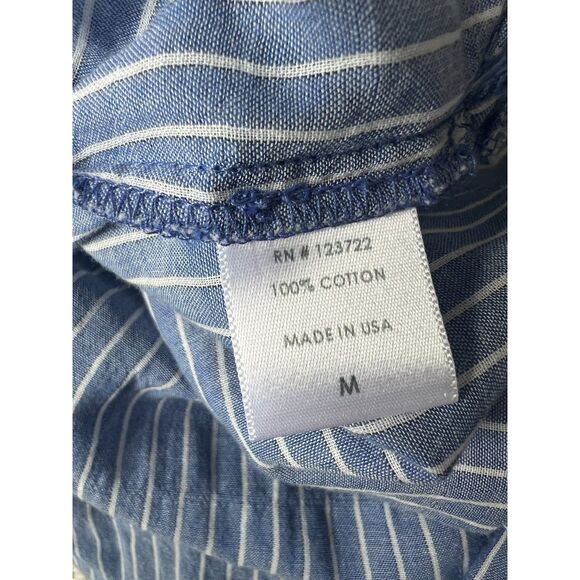 RN # 123722
100% COTTON
MADE IN USA
M